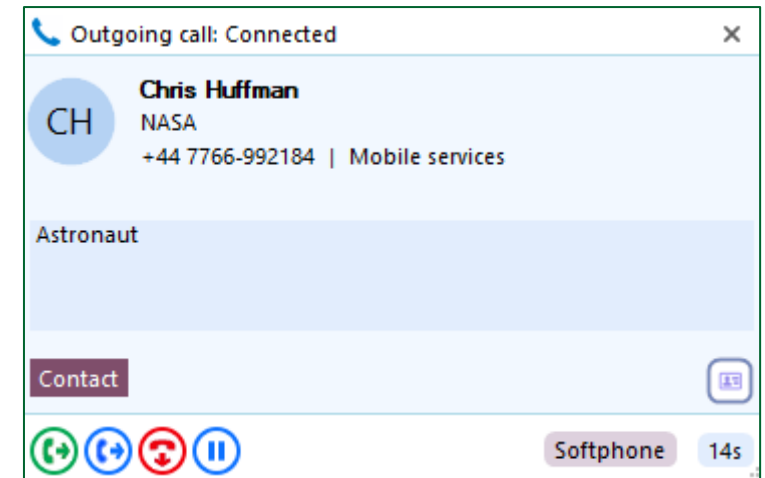 Outgoing call: Connected
CH
Chris Huffman
NASA
+44 7766-992184 | Mobile services
Astronaut
Contact
Softphone 14s